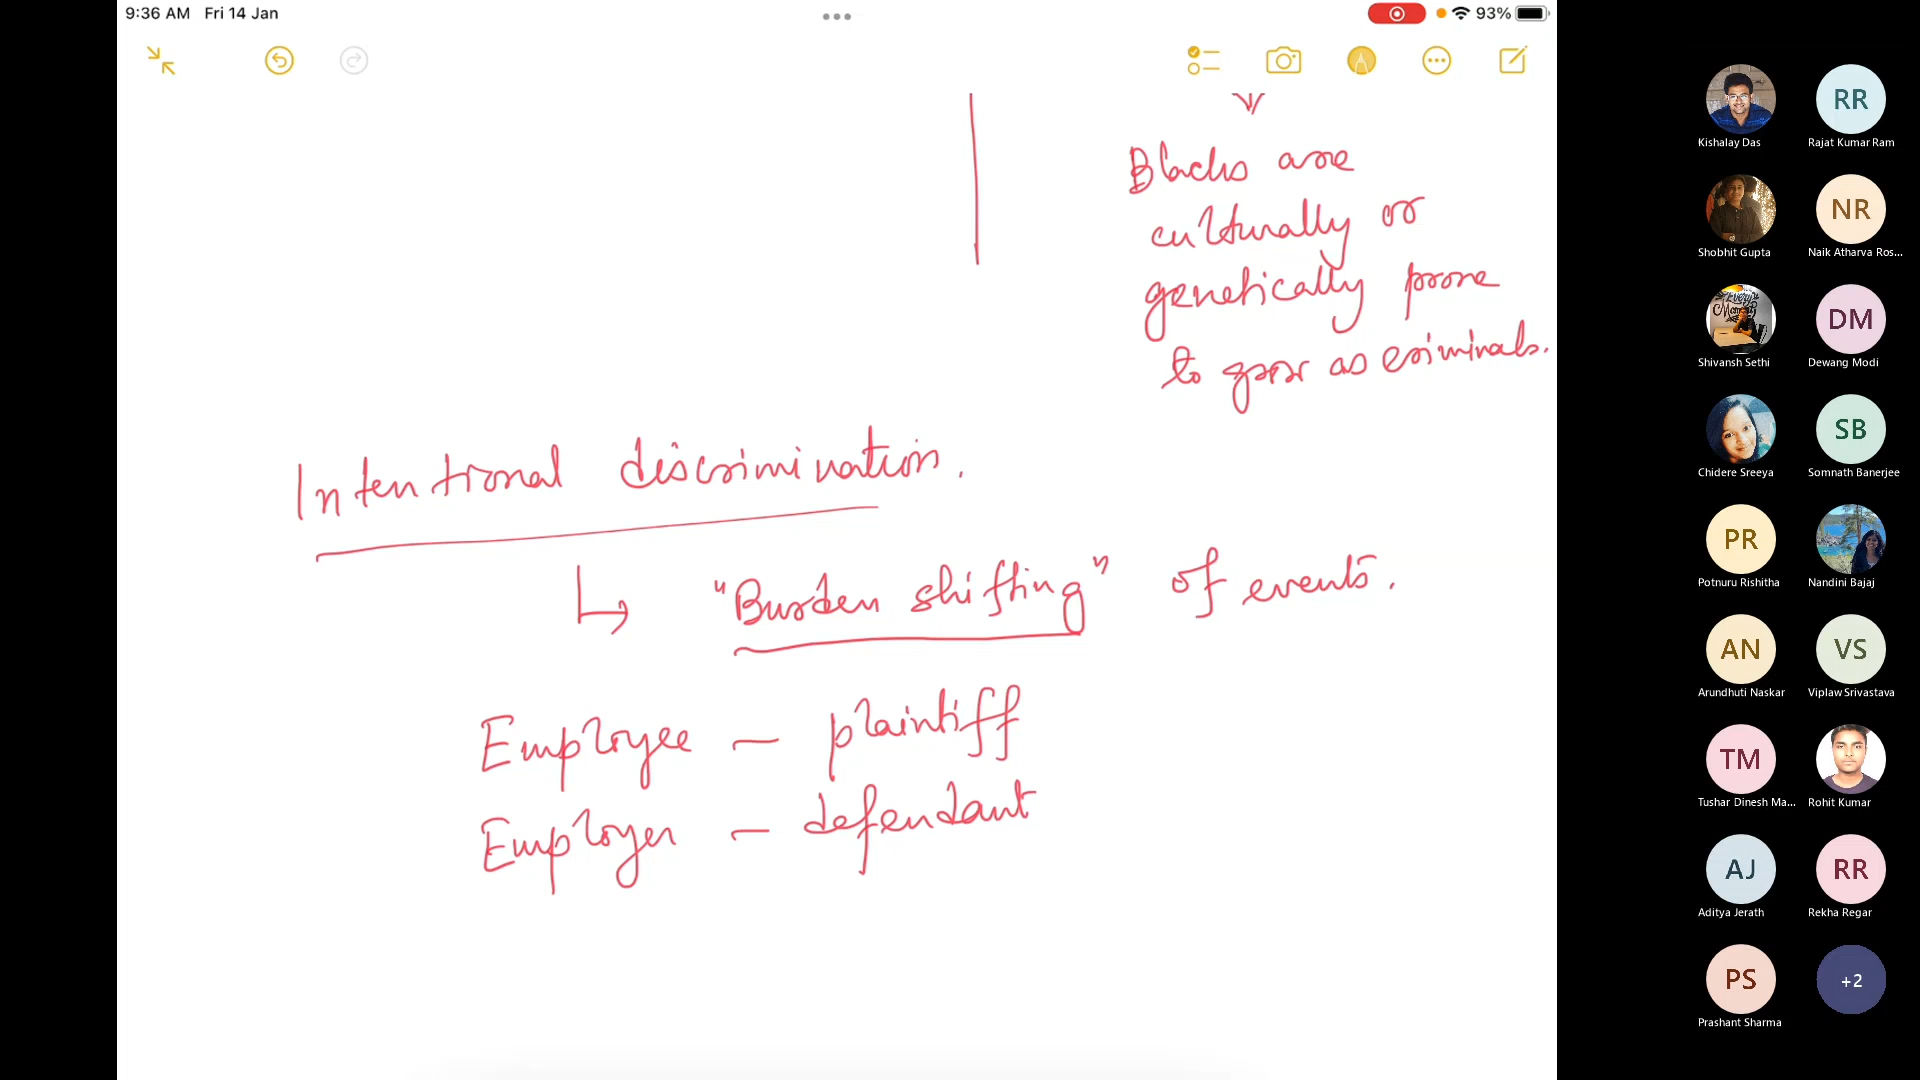 9:36 AM Fri 14 Jan
93%
Blacks are
culturally or
genetically prone
to grow as criminals.
Intentional discrimination.
"Burden shifting" of events.
Employee - plaintiff
Employer - defendant
Kishalay Das
RR
Rajat Kumar Ram
Shobhit Gupta
NR
Naik Atharva Ros...
Shivansh Sethi
DM
Dewang Modi
Chidere Sreeya
SB
Somnath Banerjee
PR
Potnuru Rishitha
Nandini Bajaj
AN
Arundhuti Naskar
VS
Viplaw Srivastava
TM
Tushar Dinesh Ma...
Rohit Kumar
AJ
Aditya Jerath
RR
Rekha Regar
PS
Prashant Sharma
+2